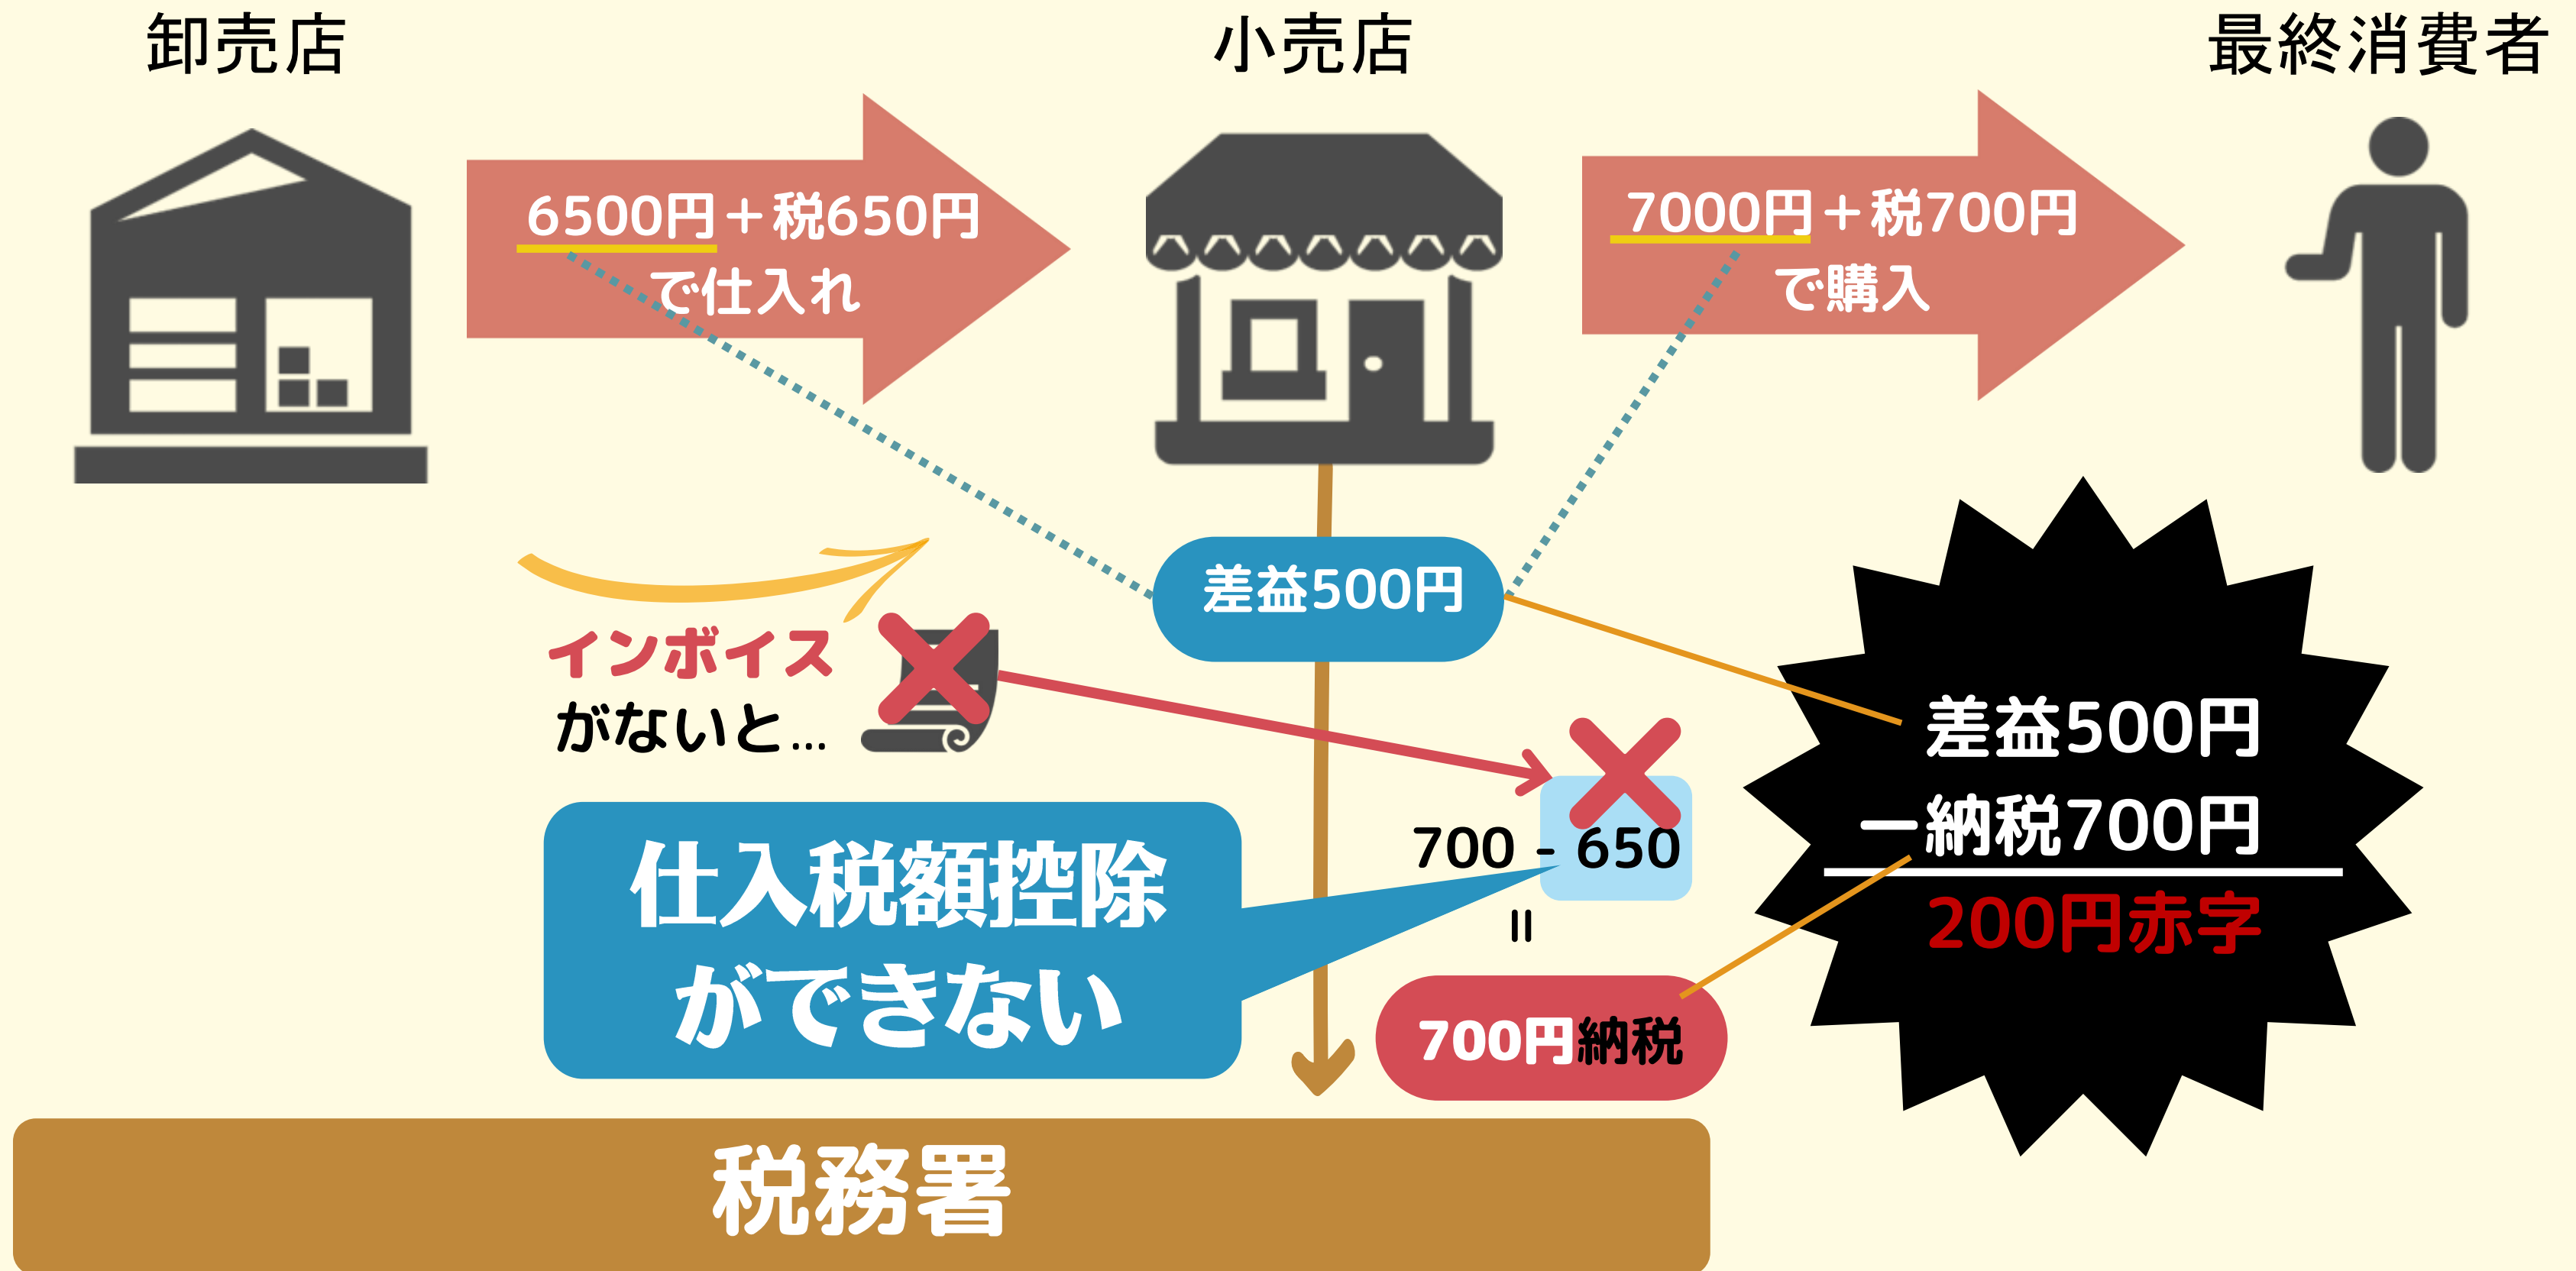 卸売店
小売店
最終消費者
6500円+税650円
で仕入れ
7000円+税700円
で購入
差益500円
インボイス
がないと...
仕入税額控除
ができない
700 - 650
=
700円納税
差益500円
ー納税700円
200円赤字
税務署